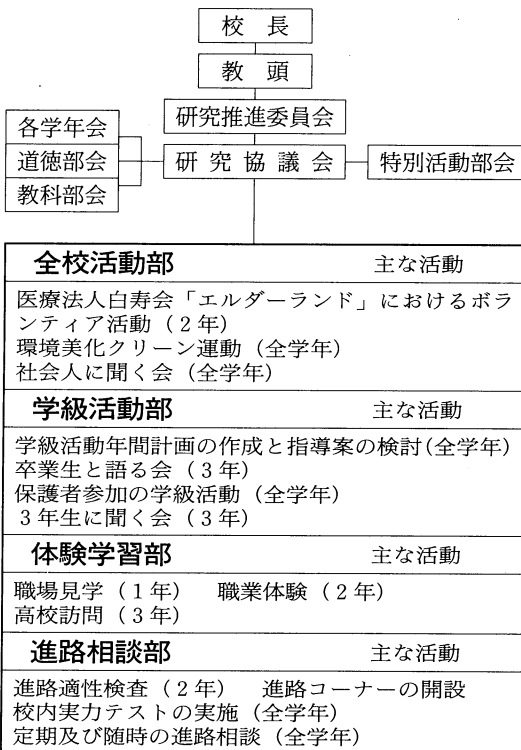 校長
教頭
研究推進委員会
各学年会
道徳部会
教科部会
研究協議会
特別活動部会
全校活動部 主な活動
医療法人白寿会「エルダーランド」におけるボラ
ンティア活動（２年）
環境美化クリーン運動（全学年）
社会人に聞く会（全学年）
学級活動部 主な活動
学級活動年間計画の作成と指導案の検討（全学年）
卒業生と語る会（３年）
保護者参加の学級活動（全学年）
３年生に聞く会（３年）
体験学習部 主な活動
職場見学（１年） 職業体験（２年）
高校訪問（３年）
進路相談部 主な活動
進路適性検査（２年） 進路コーナーの開設
校内実力テストの実施（全学年）
定期及び随時の進路相談（全学年）